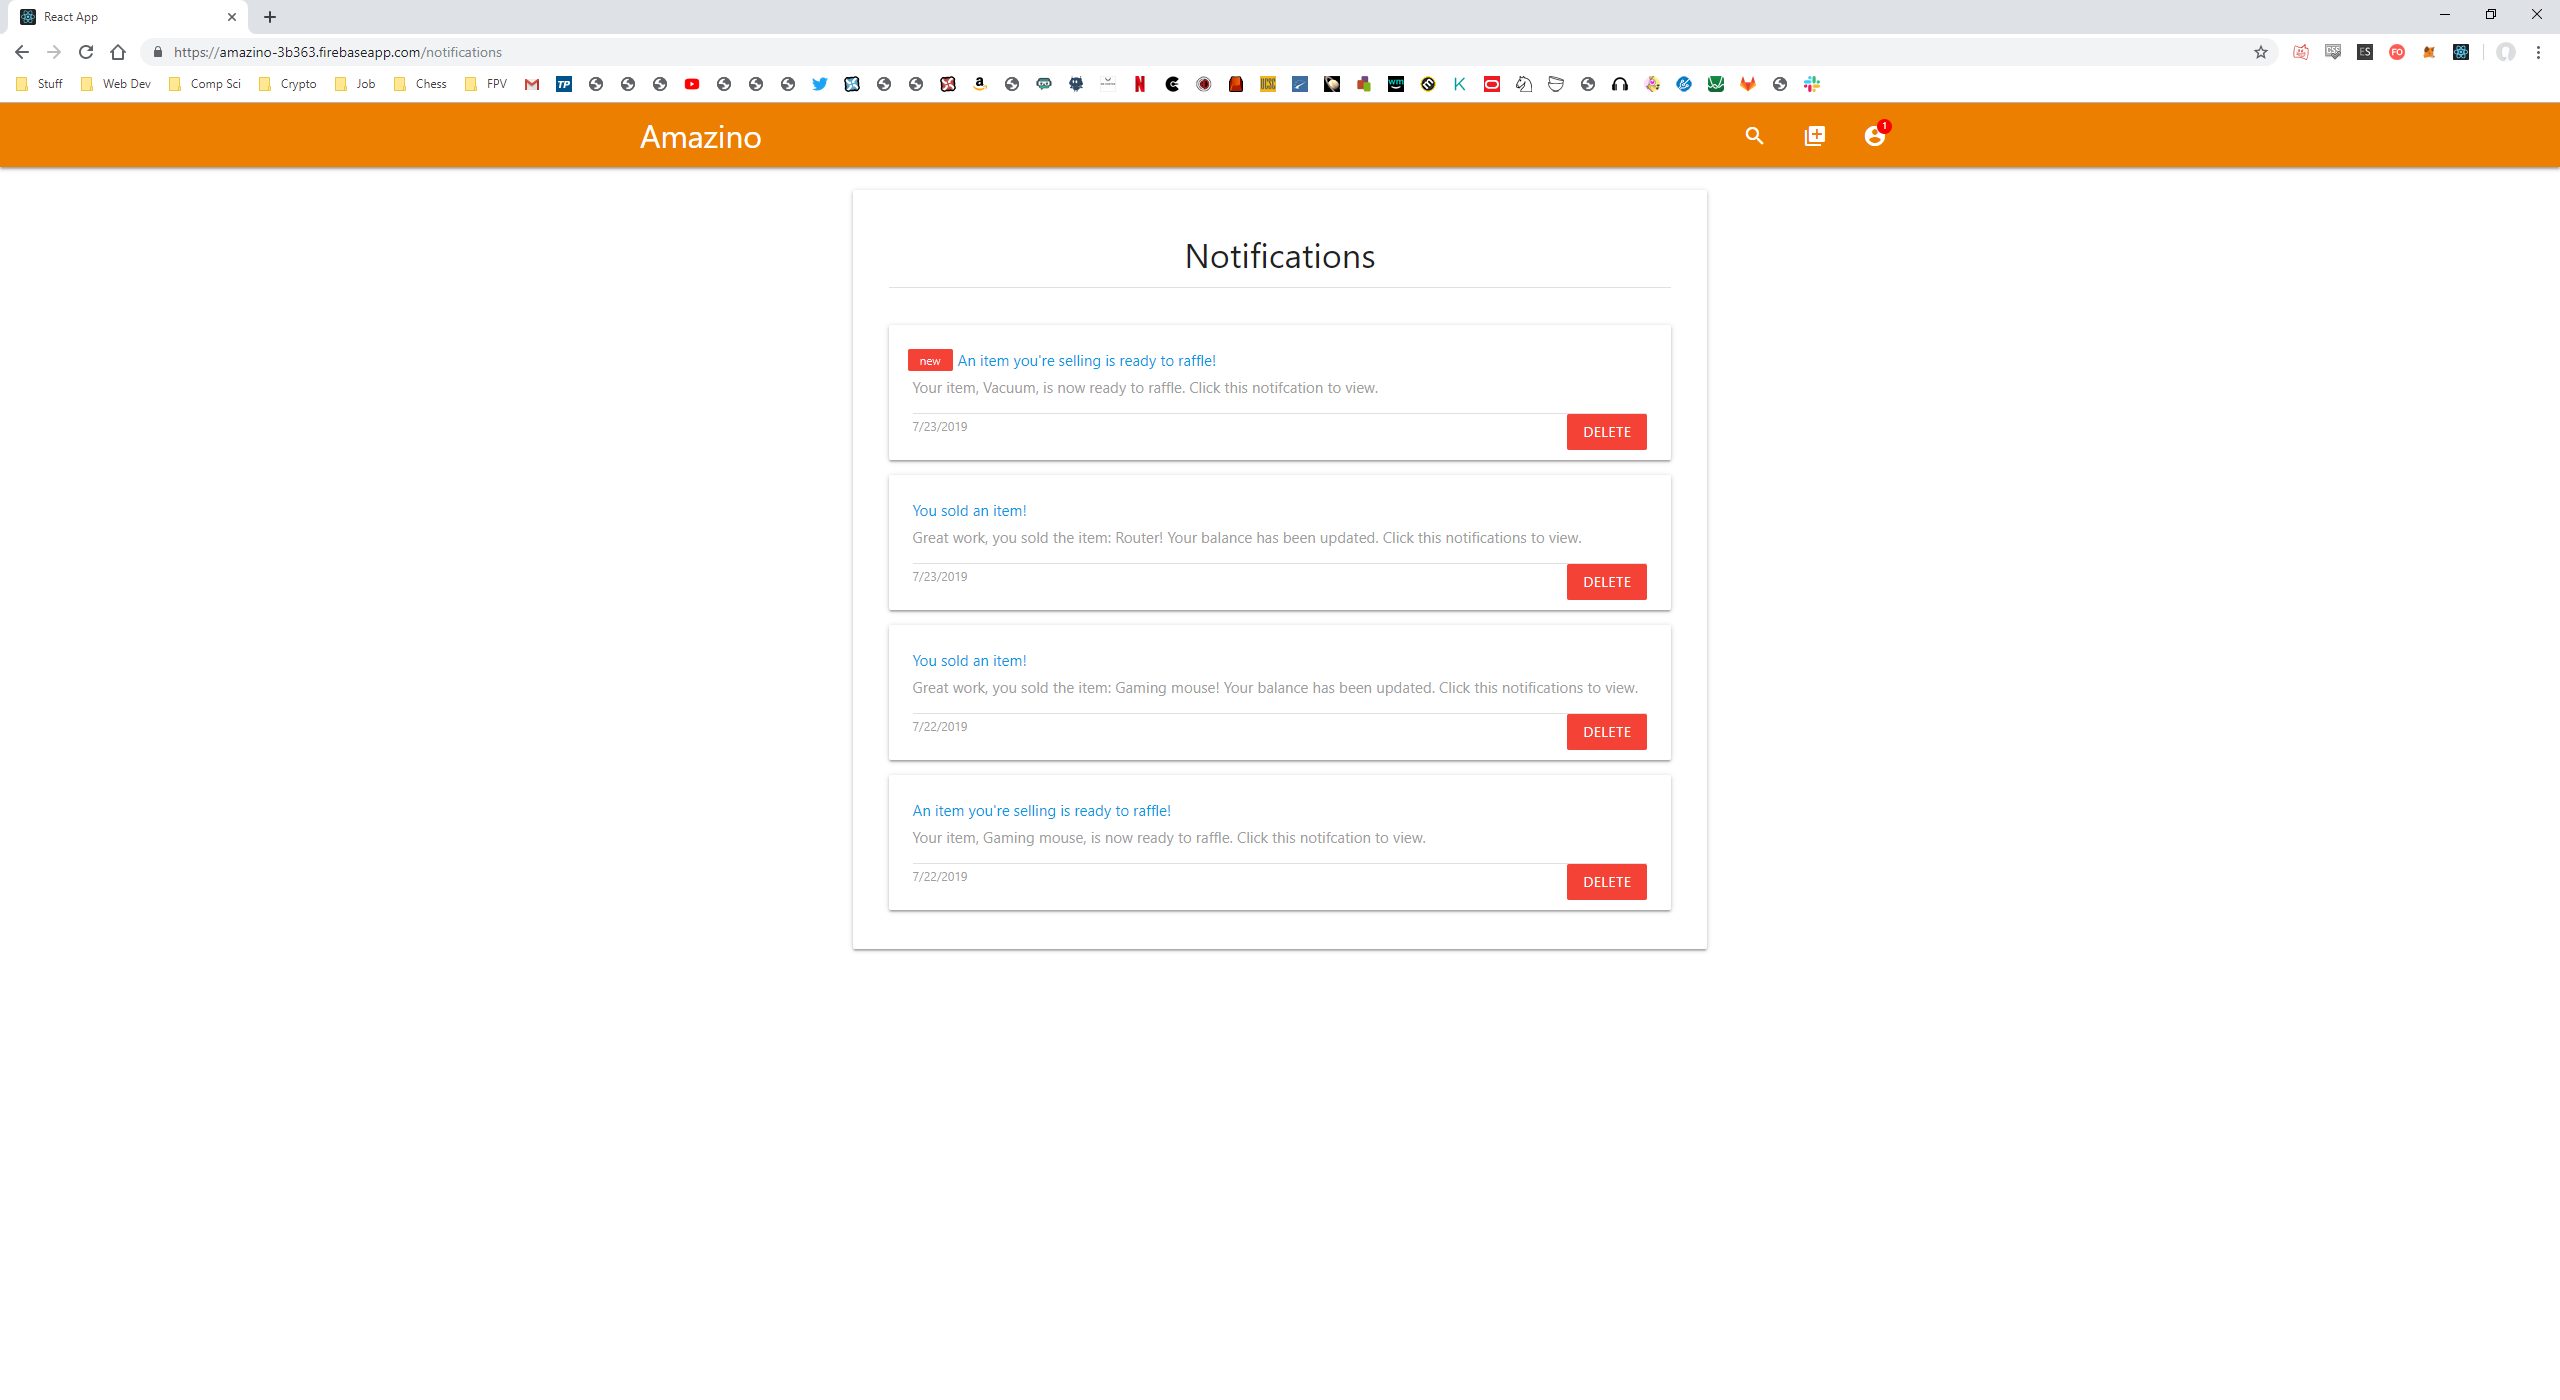 React App
https://amazino-3b363.firebaseapp.com/notifications
CSS ES FO
Stuff Web Dev Comp Sci Crypto Job Chess FPV TP UCSC wm
Amazino
1
Notifications
new An item you're selling is ready to raffle!
Your item, Vacuum, is now ready to raffle. Click this notifcation to view.
7/23/2019 DELETE
You sold an item!
Great work, you sold the item: Router! Your balance has been updated. Click this notifications to view.
7/23/2019 DELETE
You sold an item!
Great work, you sold the item: Gaming mouse! Your balance has been updated. Click this notifications to view.
7/22/2019 DELETE
An item you're selling is ready to raffle!
Your item, Gaming mouse, is now ready to raffle. Click this notifcation to view.
7/22/2019 DELETE